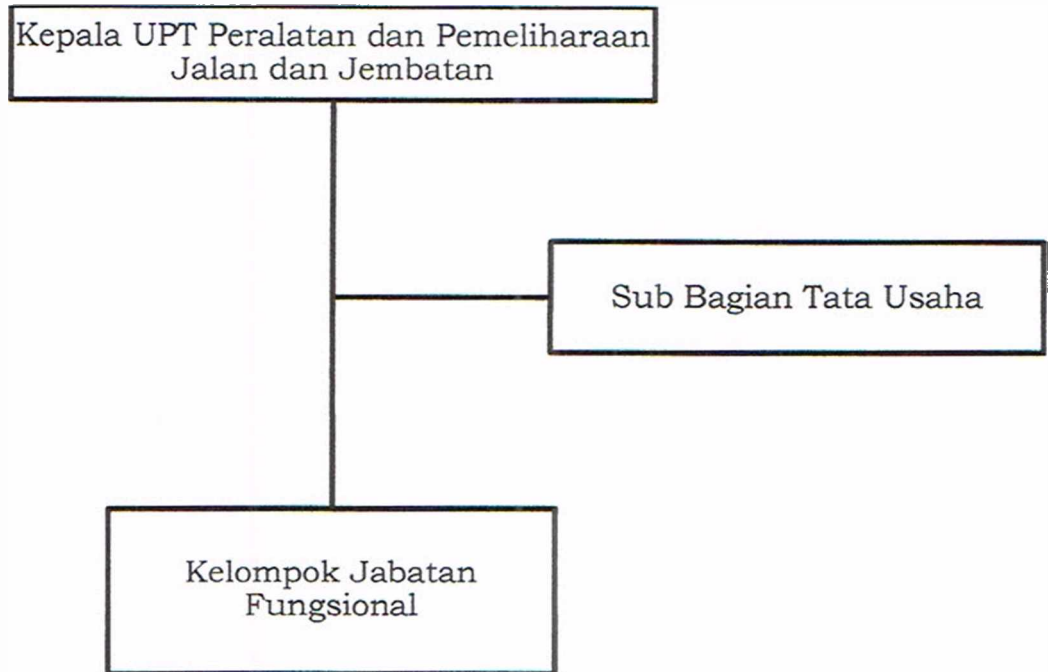 Kepala UPT Peralatan dan Pemeliharaan
Jalan dan Jembatan
Sub Bagian Tata Usaha
Kelompok Jabatan
Fungsional